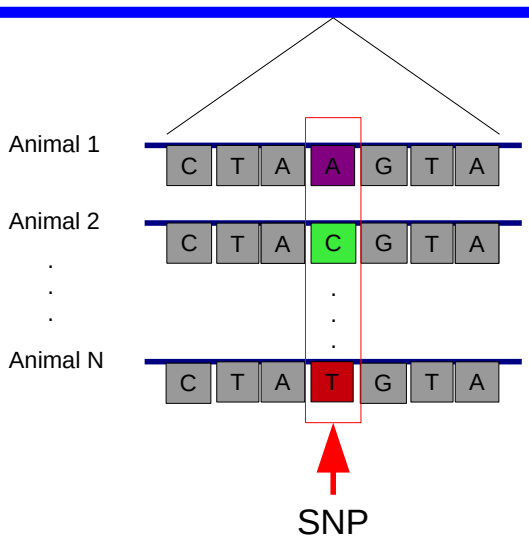 Animal 1
C T A A G T A
Animal 2
C T A C G T A
. .
. .
. .
Animal N
C T A T G T A
SNP